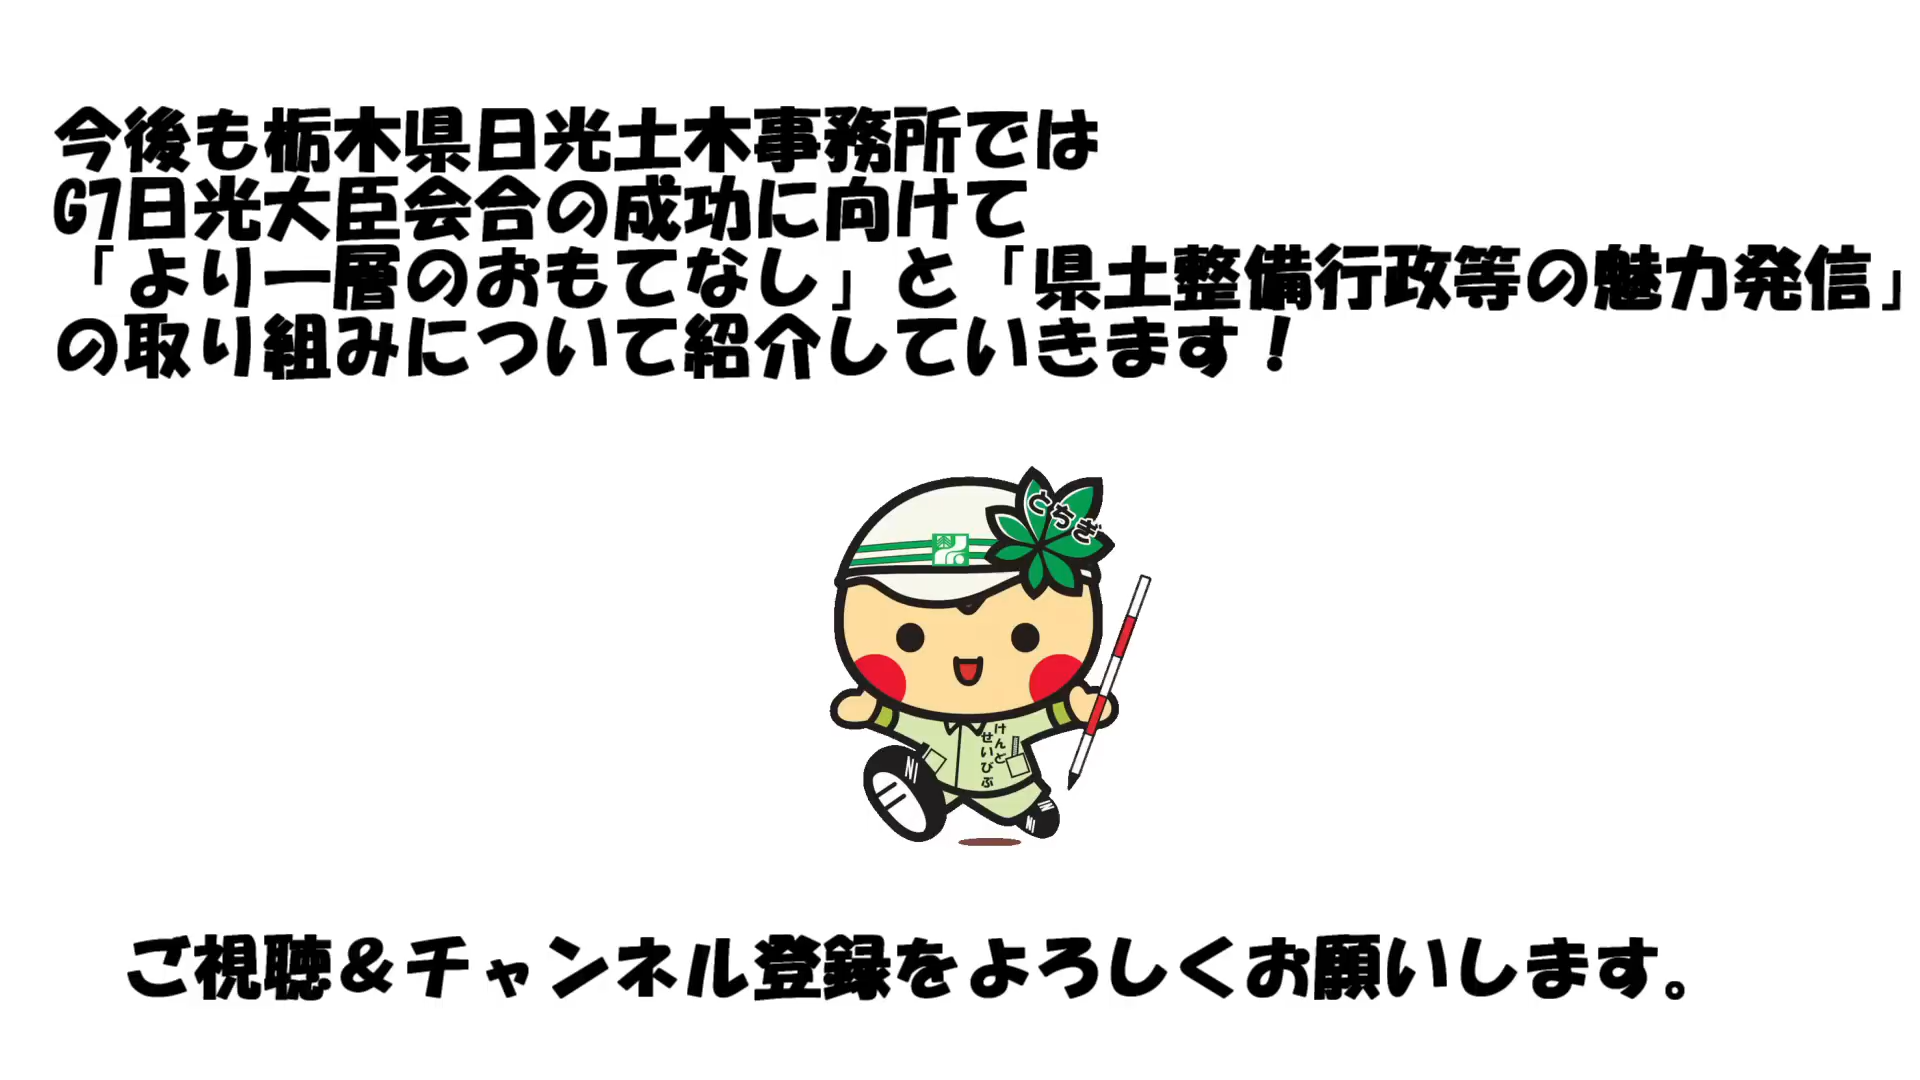 今後も栃木県日光土木事務所では
G7日光大臣会合の成功に向けて
「より一層のおもてなし」と「県土整備行政等の魅力発信」
の取り組みについて紹介していきます！
とちぎ
けんど
せいびぶ
NI
NI
ご視聴＆チャンネル登録をよろしくお願いします。